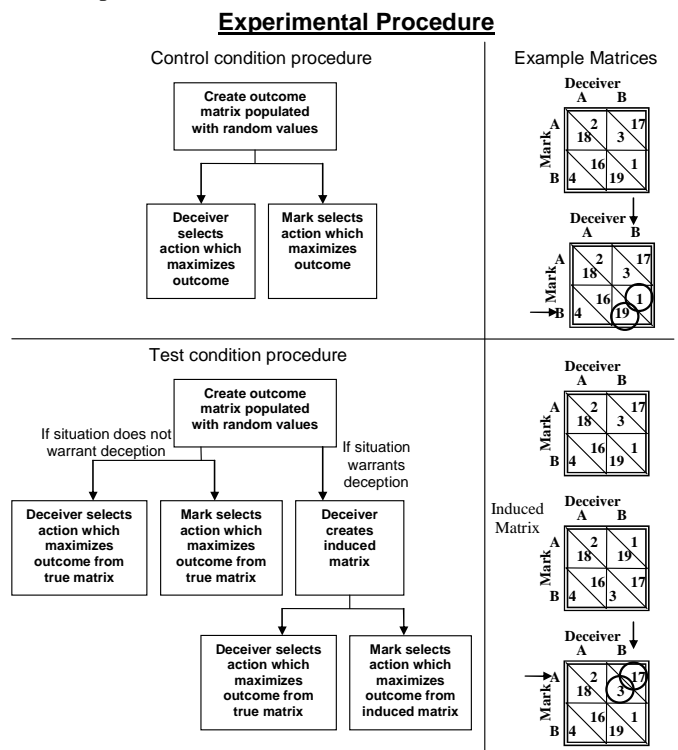 Experimental Procedure
Control condition procedure
Create outcome
matrix populated
with random values
Deceiver
selects
action which
maximizes
outcome
Mark selects
action which
maximizes
outcome
Example Matrices
Deceiver
A B
Mark
A
2 17
18 3
B
16 1
4 19
Deceiver
A B
Mark
A
2 17
18 3
B
16 1
4 19
Test condition procedure
Create outcome
matrix populated
with random values
If situation does not
warrant deception
If situation
warrants
deception
Deceiver selects
action which
maximizes
outcome from
true matrix
Mark selects
action which
maximizes
outcome from
true matrix
Deceiver
creates
induced
matrix
Deceiver selects
action which
maximizes
outcome from
true matrix
Mark selects
action which
maximizes
outcome from
induced matrix
Deceiver
A B
Mark
A
2 17
18 3
B
16 1
4 19
Induced
Matrix
Deceiver
A B
Mark
A
2 1
18 19
B
16 17
4 3
Deceiver
A B
Mark
A
2 17
18 3
B
16 1
4 19